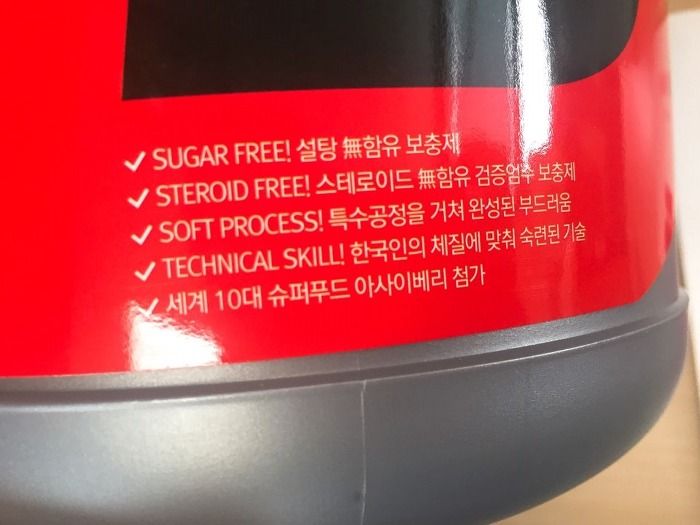 ✓ SUGAR FREE! 설탕 無함유 보충제
✓ STEROID FREE! 스테로이드 無함유 검증엄수 보충제
✓ SOFT PROCESS! 특수공정을 거쳐 완성된 부드러움
✓ TECHNICAL SKILL! 한국인의 체질에 맞춰 숙련된 기술
✓ 세계 10대 슈퍼푸드 아사이베리 첨가